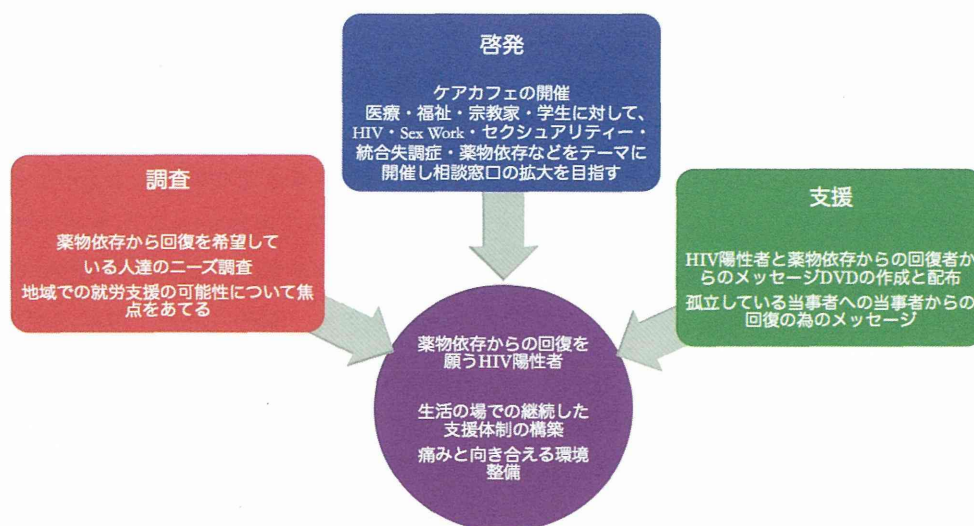 啓発
ケアカフェの開催
医療・福祉・宗教家・学生に対して、
HIV・Sex Work・セクシュアリティー・
統合失調症・薬物依存などをテーマに
開催し相談窓口の拡大を目指す
調査
薬物依存から回復を希望して
いる人達のニーズ調査
地域での就労支援の可能性について焦
点をあてる
支援
HIV陽性者と薬物依存からの回復者か
らのメッセージDVDの作成と配布
孤立している当事者への当事者からの
回復の為のメッセージ
薬物依存からの回復を
願うHIV陽性者
生活の場での継続した
支援体制の構築
痛みと向き合える環境
整備